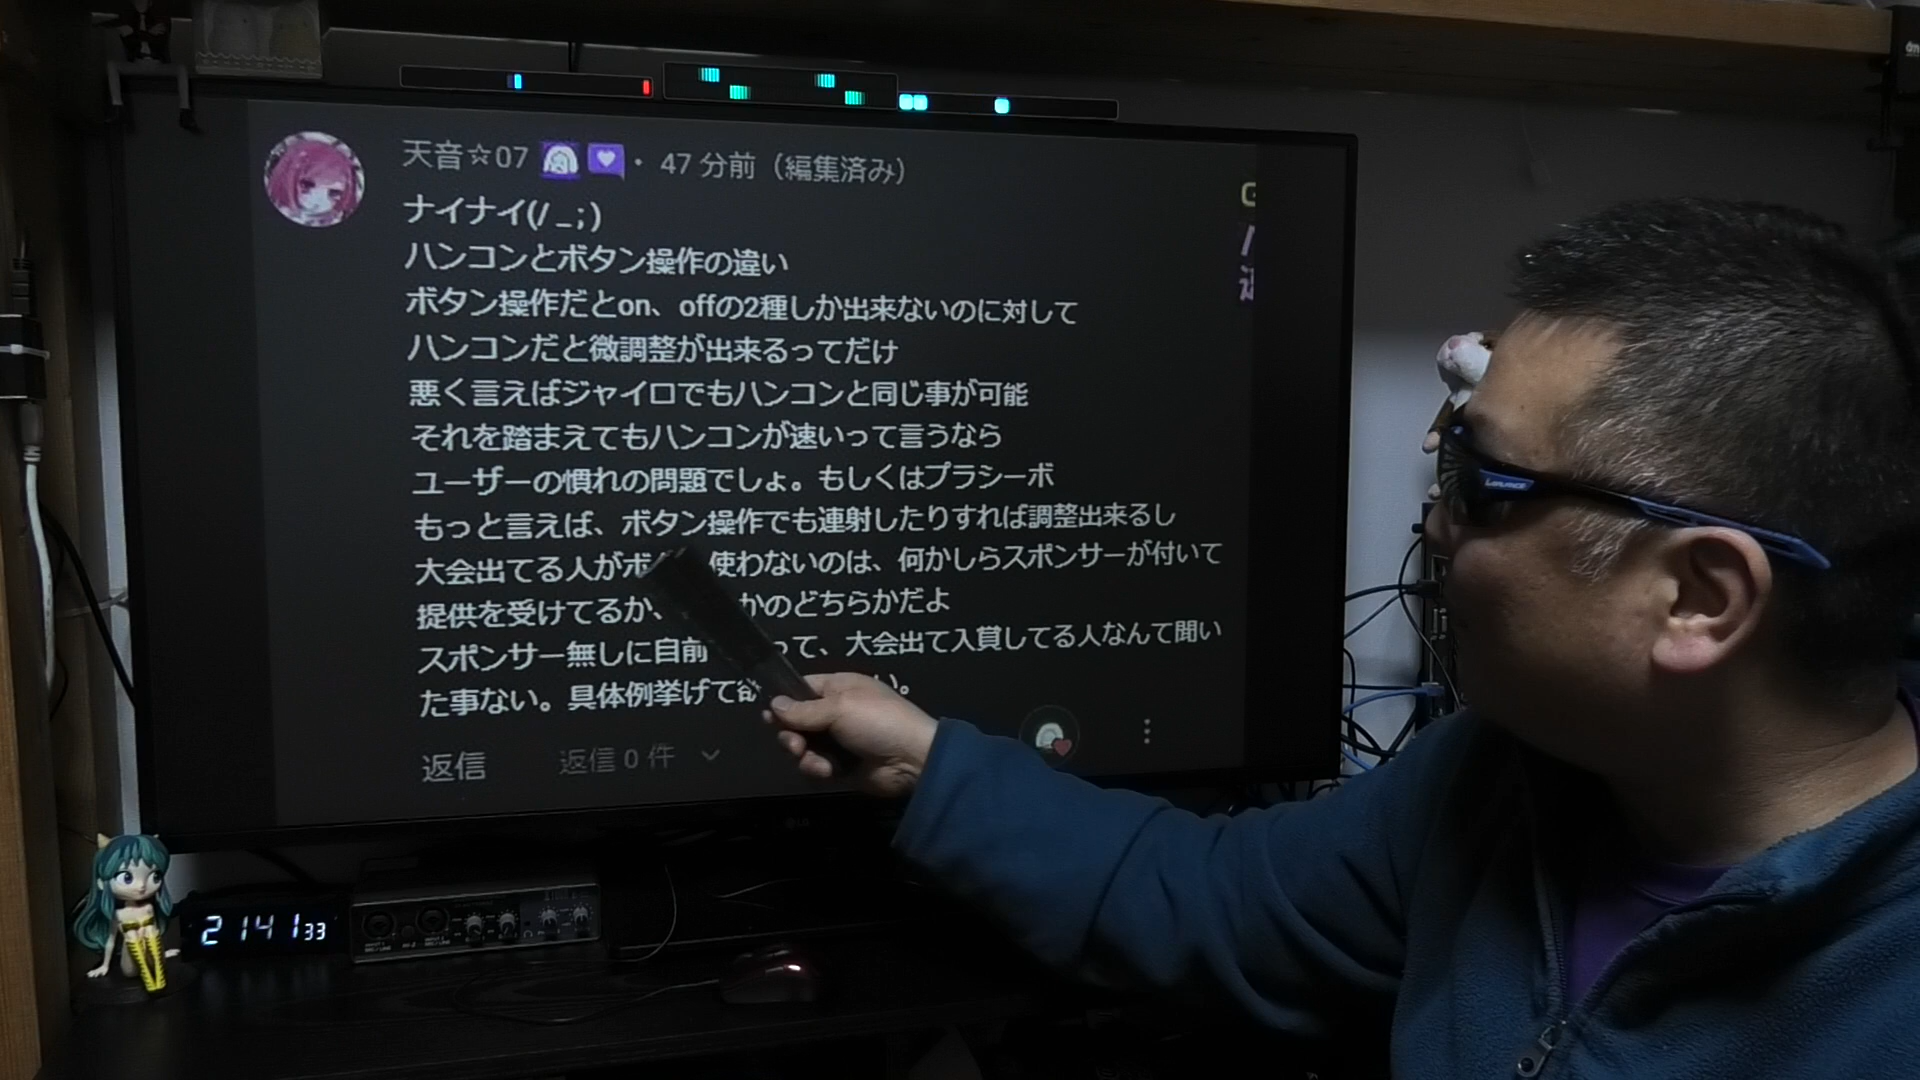 天音☆07 ・ 47 分前（編集済み）
ナイナイ(/ _ ; )
ハンコンとボタン操作の違い
ボタン操作だとon、offの2種しか出来ないのに対して
ハンコンだと微調整が出来るってだけ
悪く言えばジャイロでもハンコンと同じ事が可能
それを踏まえてもハンコンが速いって言うなら
ユーザーの慣れの問題でしょ。もしくはプラシーボ
もっと言えば、ボタン操作でも連射したりすれば調整出来るし
大会出てる人がボ 使わないのは、何かしらスポンサーが付いて
提供を受けてるか、 かのどちらかだよ
スポンサー無しに自前 って、大会出て入賞してる人なんて聞い
た事ない。具体例挙げて欲 い。
返信 返信 0 件
21 41 33